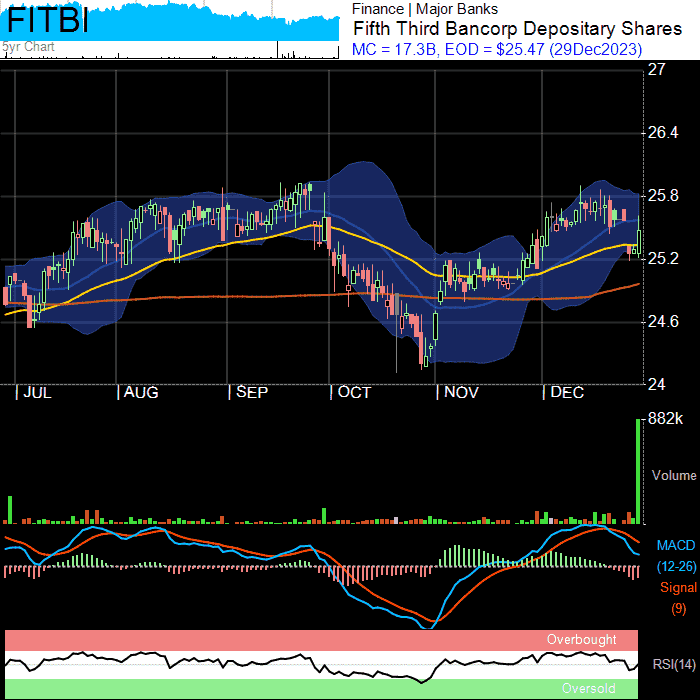 FITBI
5yr Chart
Finance | Major Banks
Fifth Third Bancorp Depositary Shares
MC = 17.3B, EOD = $25.47 (29Dec2023)
27
26.4
25.8
25.2
24.6
24
| JUL | AUG | SEP | OCT | NOV | DEC
882k
Volume
MACD
(12-26)
Signal
(9)
Overbought
RSI(14)
Oversold